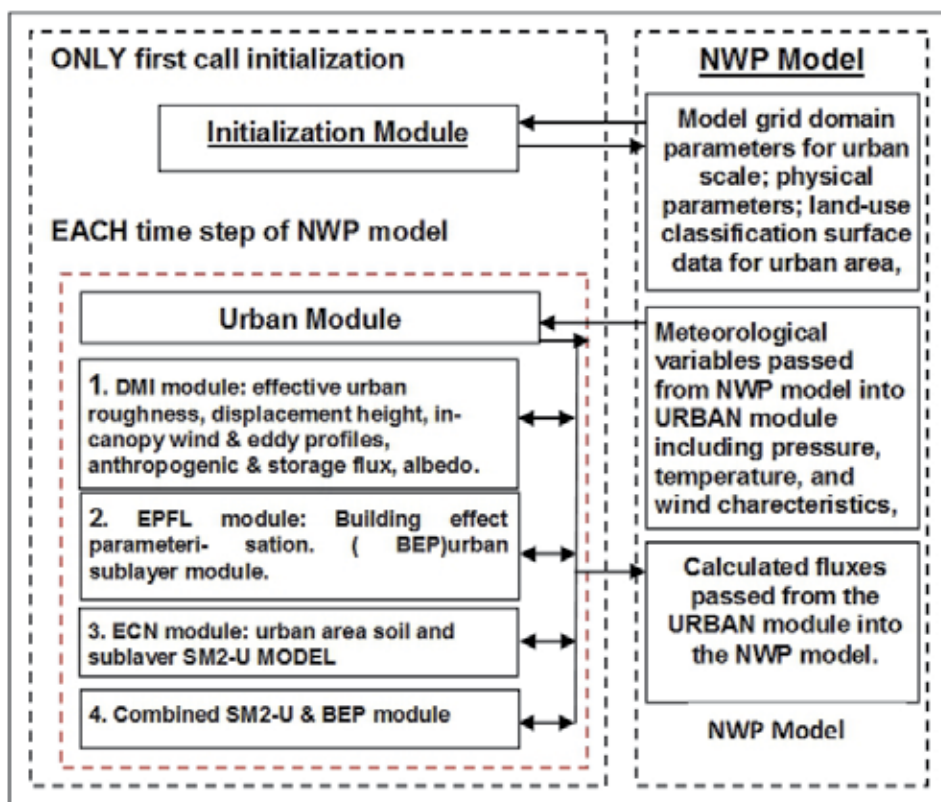 ONLY first call initialization
Initialization Module
EACH time step of NWP model
Urban Module
1. DMI module: effective urban
roughness, displacement height, in-
canopy wind & eddy profiles,
anthropogenic & storage flux, albedo.
2. EPFL module: Building effect
parameteri- sation. ( BEP)urban
sublayer module.
3. ECN module: urban area soil and
sublaver SM2-U MODEL
4. Combined SM2-U & BEP module
NWP Model
Model grid domain
parameters for urban
scale; physical
parameters; land-use
classification surface
data for urban area,
Meteorological
variables passed
from NWP model into
URBAN module
including pressure,
temperature, and
wind charecteristics,
Calculated fluxes
passed from the
URBAN module into
the NWP model.
NWP Model